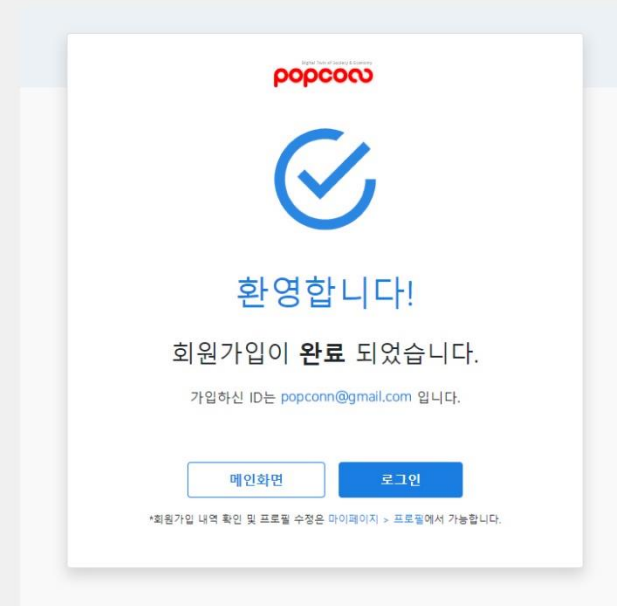 popcorn
환영합니다!
회원가입이 완료 되었습니다.
가입하신 ID는 popconn@gmail.com 입니다.
메인화면 로그인
*회원가입 내역 확인 및 프로필 수정은 마이페이지 > 프로필에서 가능합니다.